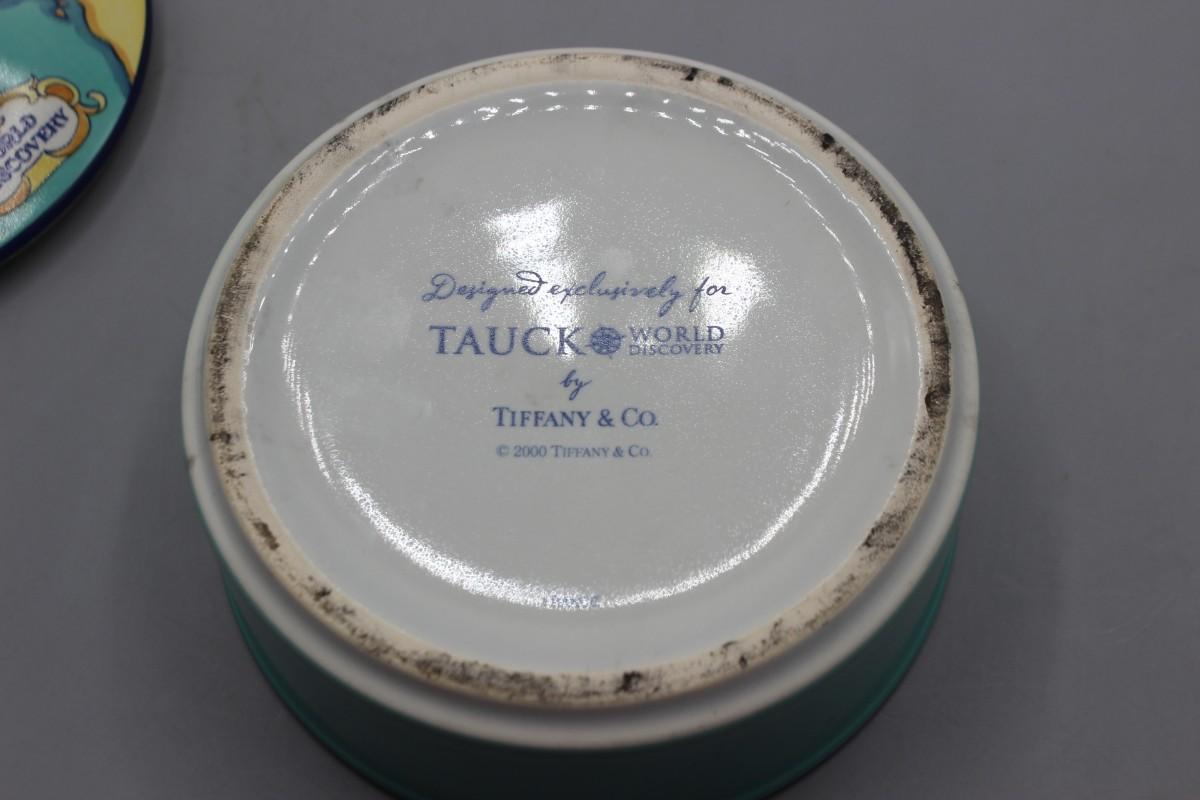 WORLD
DISCOVERY
Designed exclusively for
TAUCK WORLD
DISCOVERY
by
TIFFANY & CO.
© 2000 TIFFANY & CO.